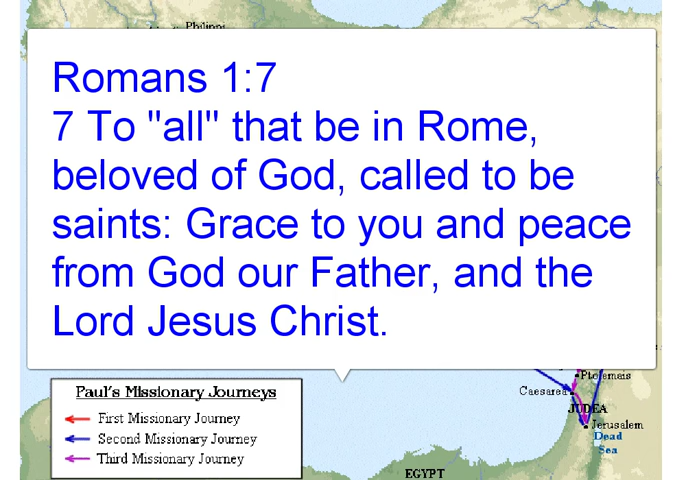 Philippi
Romans 1:7
7 To "all" that be in Rome,
beloved of God, called to be
saints: Grace to you and peace
from God our Father, and the
Lord Jesus Christ.
Ptolemais
Caesarea
JUDEA
Jerusalem
Dead
Sea
Paul's Missionary Journeys
First Missionary Journey
Second Missionary Journey
Third Missionary Journey
EGYPT